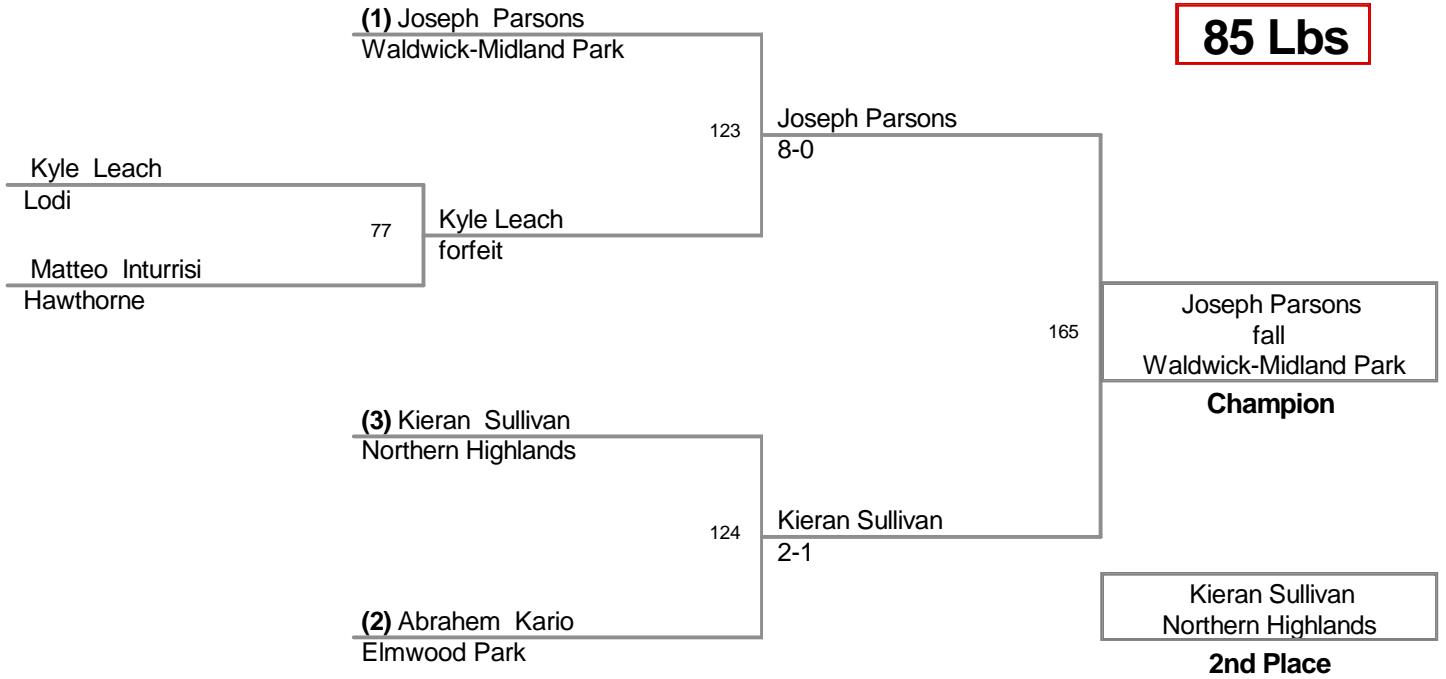 (1) Joseph Parsons
Waldwick-Midland Park
85 Lbs
123
Joseph Parsons
8-0
Kyle Leach
Lodi
77
Kyle Leach
forfeit
Matteo Inturrisi
Hawthorne
165
Joseph Parsons
fall
Waldwick-Midland Park
Champion
(3) Kieran Sullivan
Northern Highlands
124
Kieran Sullivan
2-1
(2) Abrahem Kario
Elmwood Park
Kieran Sullivan
Northern Highlands
2nd Place